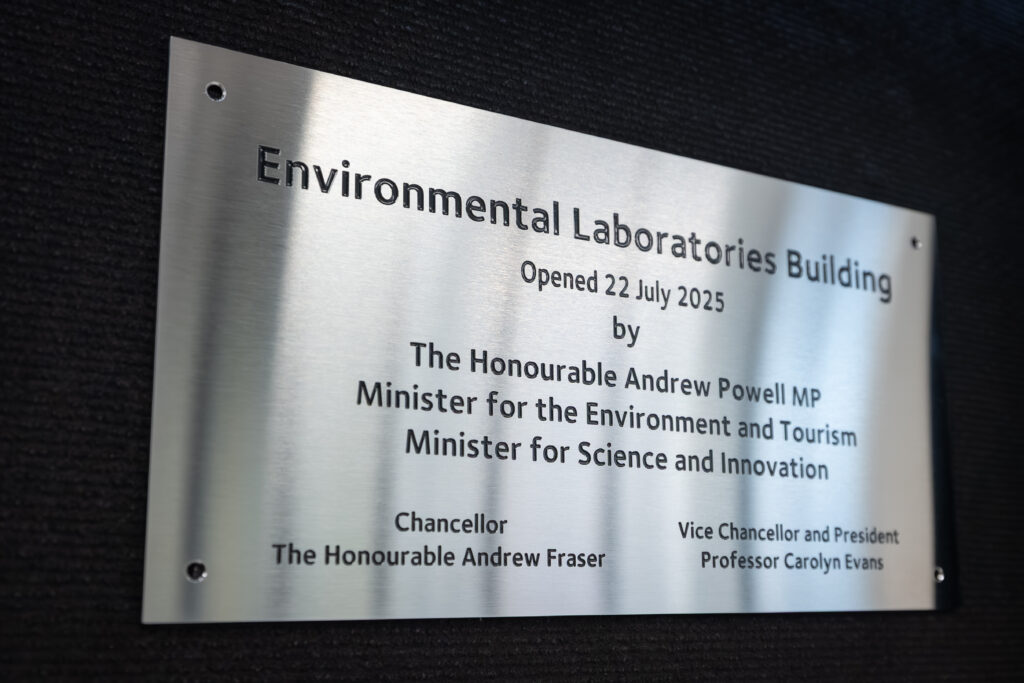 Environmental Laboratories Building
Opened 22 July 2025
by
The Honourable Andrew Powell MP
Minister for the Environment and Tourism
Minister for Science and Innovation
Chancellor
The Honourable Andrew Fraser
Vice Chancellor and President
Professor Carolyn Evans